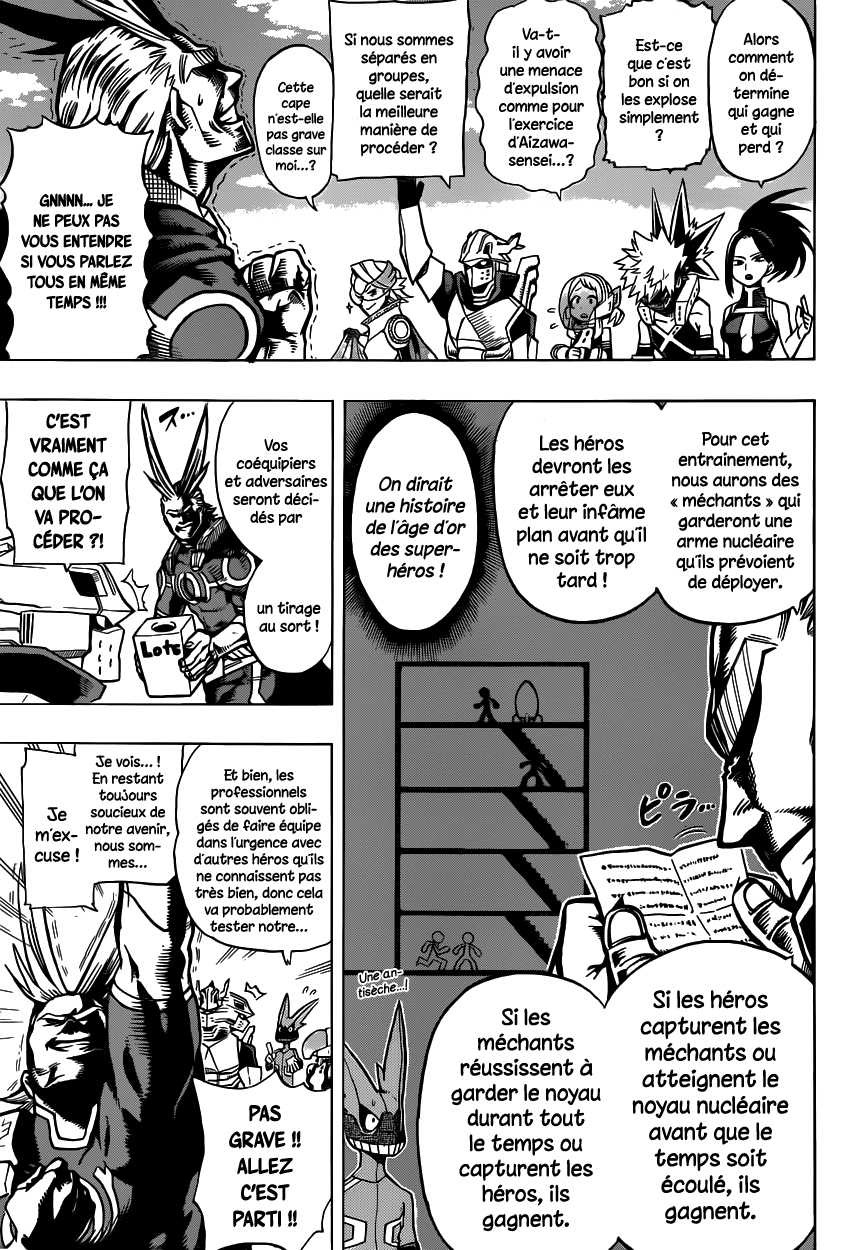 Alors
comment
on dé-
termine
qui gagne
et qui
perd ?
Est-ce
que c'est
bon si on
les explose
simplement
?
Va-t-
il y avoir
une menace
d'expulsion
comme pour
l'exercice
d'Aizawa-
sensei...?
Si nous sommes
séparés en
groupes,
quelle serait
la meilleure
manière de
procéder ?
Cette
cape
n'est-elle
pas grave
classe sur
moi...?
GNNNN... JE
NE PEUX PAS
VOUS ENTENDRE
SI VOUS PARLEZ
TOUS EN MÊME
TEMPS !!!
Pour cet
entrainement,
nous aurons des
« méchants » qui
garderont une
arme nucléaire
qu'ils prévoient
de déployer.
Les héros
devront les
arrêter eux
et leur infâme
plan avant qu'il
ne soit trop
tard !
On dirait
une histoire
de l'âge d'or
des super-
héros !
ピラ...
Si les héros
capturent les
méchants ou
atteignent le
noyau nucléaire
avant que le
temps soit
écoulé, ils
gagnent.
Si les
méchants
réussissent à
garder le noyau
durant tout
le temps ou
capturent les
héros, ils
gagnent.
Une an-
tisèche...!
Vos
coéquipiers
et adversaires
seront déci-
dés par
un tirage
au sort !
ス...
Lots
C'EST
VRAIMENT
COMME ÇA
QUE L'ON
VA PRO-
CÉDER ?!
Et bien, les
professionnels
sont souvent obli-
gés de faire équipe
dans l'urgence avec
d'autres héros qu'ils
ne connaissent pas
très bien, donc cela
va probablement
tester notre...
Je vois... !
En restant
toujours
soucieux de
notre avenir,
nous som-
mes...
Je
m'ex-
cuse !
PAS
GRAVE !!
ALLEZ
C'EST
PARTI !!